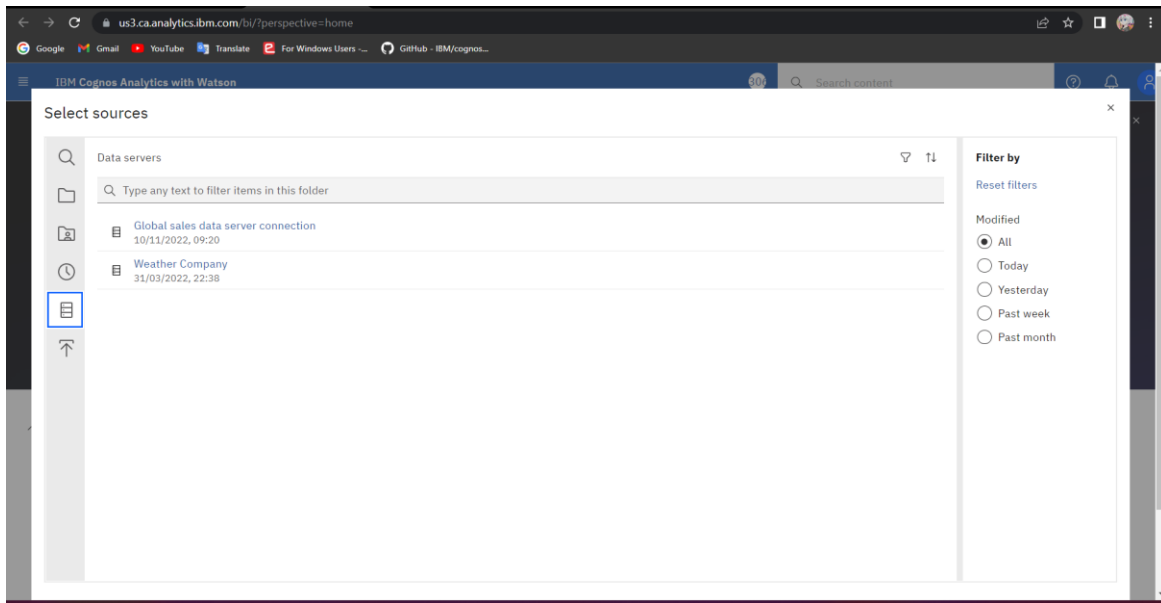 us3.ca.analytics.ibm.com/bi/?perspective=home
Google Gmail YouTube Translate For Windows Users -... GitHub - IBM/cognos...
IBM Cognos Analytics with Watson Search content
Select sources
Data servers
Type any text to filter items in this folder
Global sales data server connection
10/11/2022, 09:20
Weather Company
31/03/2022, 22:38
Filter by
Reset filters
Modified
All
Today
Yesterday
Past week
Past month